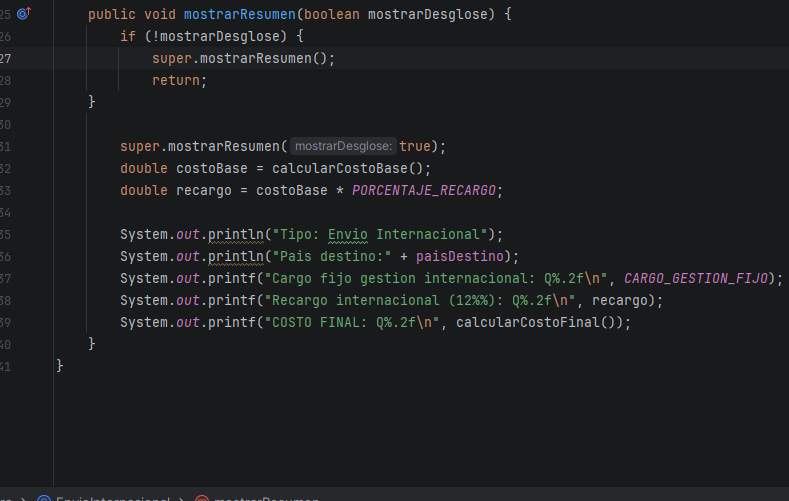 25 public void mostrarResumen(boolean mostrarDesglose) {
26 if (!mostrarDesglose) {
27 super.mostrarResumen();
28 return;
29 }
30
31 super.mostrarResumen( mostrarDesglose: true);
32 double costoBase = calcularCostoBase();
33 double recargo = costoBase * PORCENTAJE_RECARGO;
34
35 System.out.println("Tipo: Envio Internacional");
36 System.out.println("Pais destino:" + paisDestino);
37 System.out.printf("Cargo fijo gestion internacional: Q%.2f\n", CARGO_GESTION_FIJO);
38 System.out.printf("Recargo internacional (12%%): Q%.2f\n", recargo);
39 System.out.printf("COSTO FINAL: Q%.2f\n", calcularCostoFinal());
40 }
41 }
EnvioInternacional > mostrarResumen